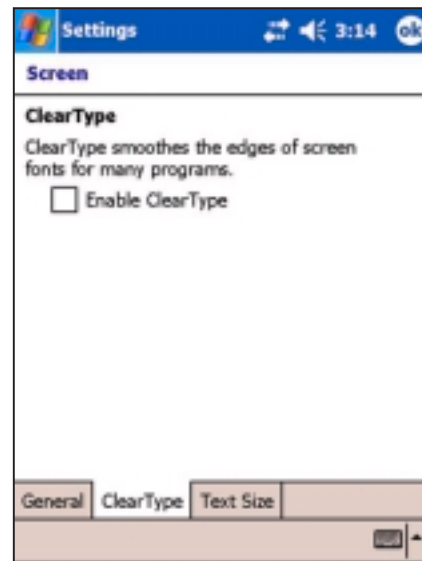 Settings 3:14 ok
Screen
ClearType
ClearType smoothes the edges of screen
fonts for many programs.
Enable ClearType
General ClearType Text Size